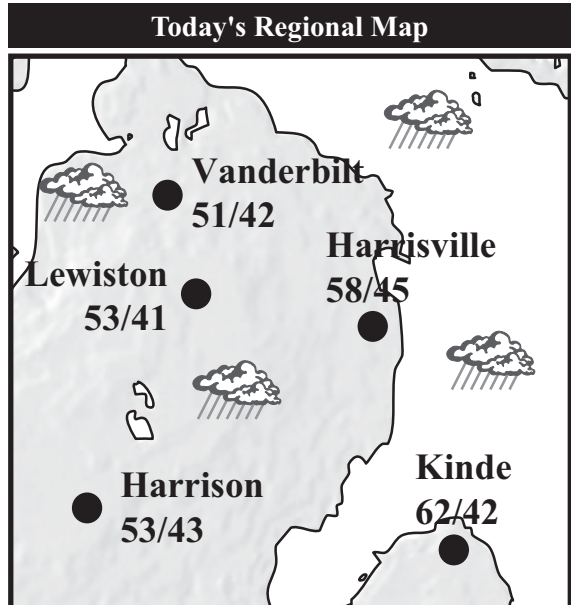 Today's Regional Map
Vanderbilt
51/42
Harrisville
58/45
Lewiston
53/41
Kinde
62/42
Harrison
53/43